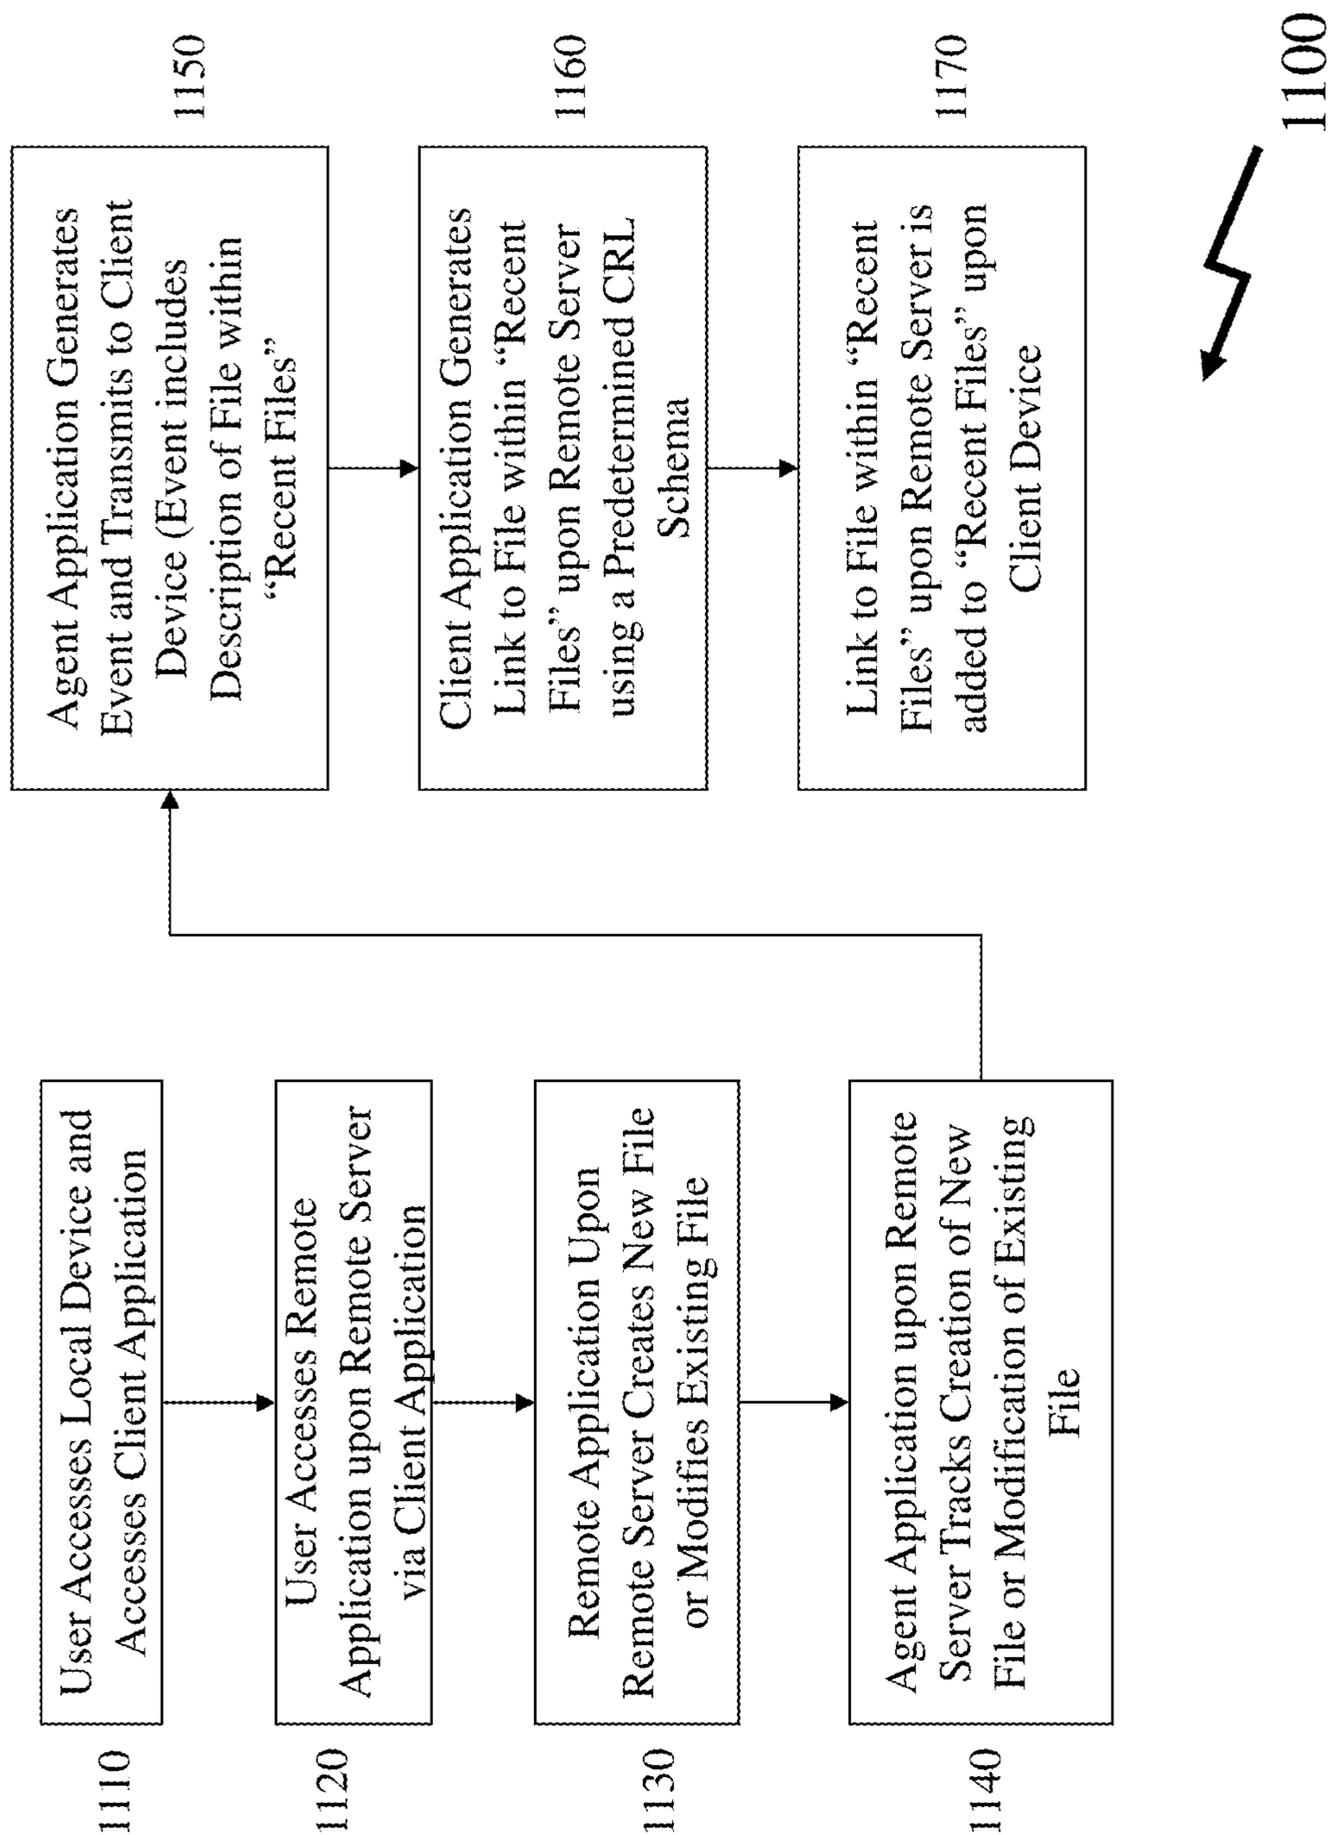 1110
User Accesses Local Device and
Accesses Client Application
1120
User Accesses Remote
Application upon Remote Server
via Client Application
1130
Remote Application Upon
Remote Server Creates New File
or Modifies Existing File
1140
Agent Application upon Remote
Server Tracks Creation of New
File or Modification of Existing
File
Agent Application Generates
Event and Transmits to Client
Device (Event includes
Description of File within
“Recent Files”
1150
Client Application Generates
Link to File within “Recent
Files” upon Remote Server
using a Predetermined CRL
Schema
1160
Link to File within “Recent
Files” upon Remote Server is
added to “Recent Files” upon
Client Device
1170
1100